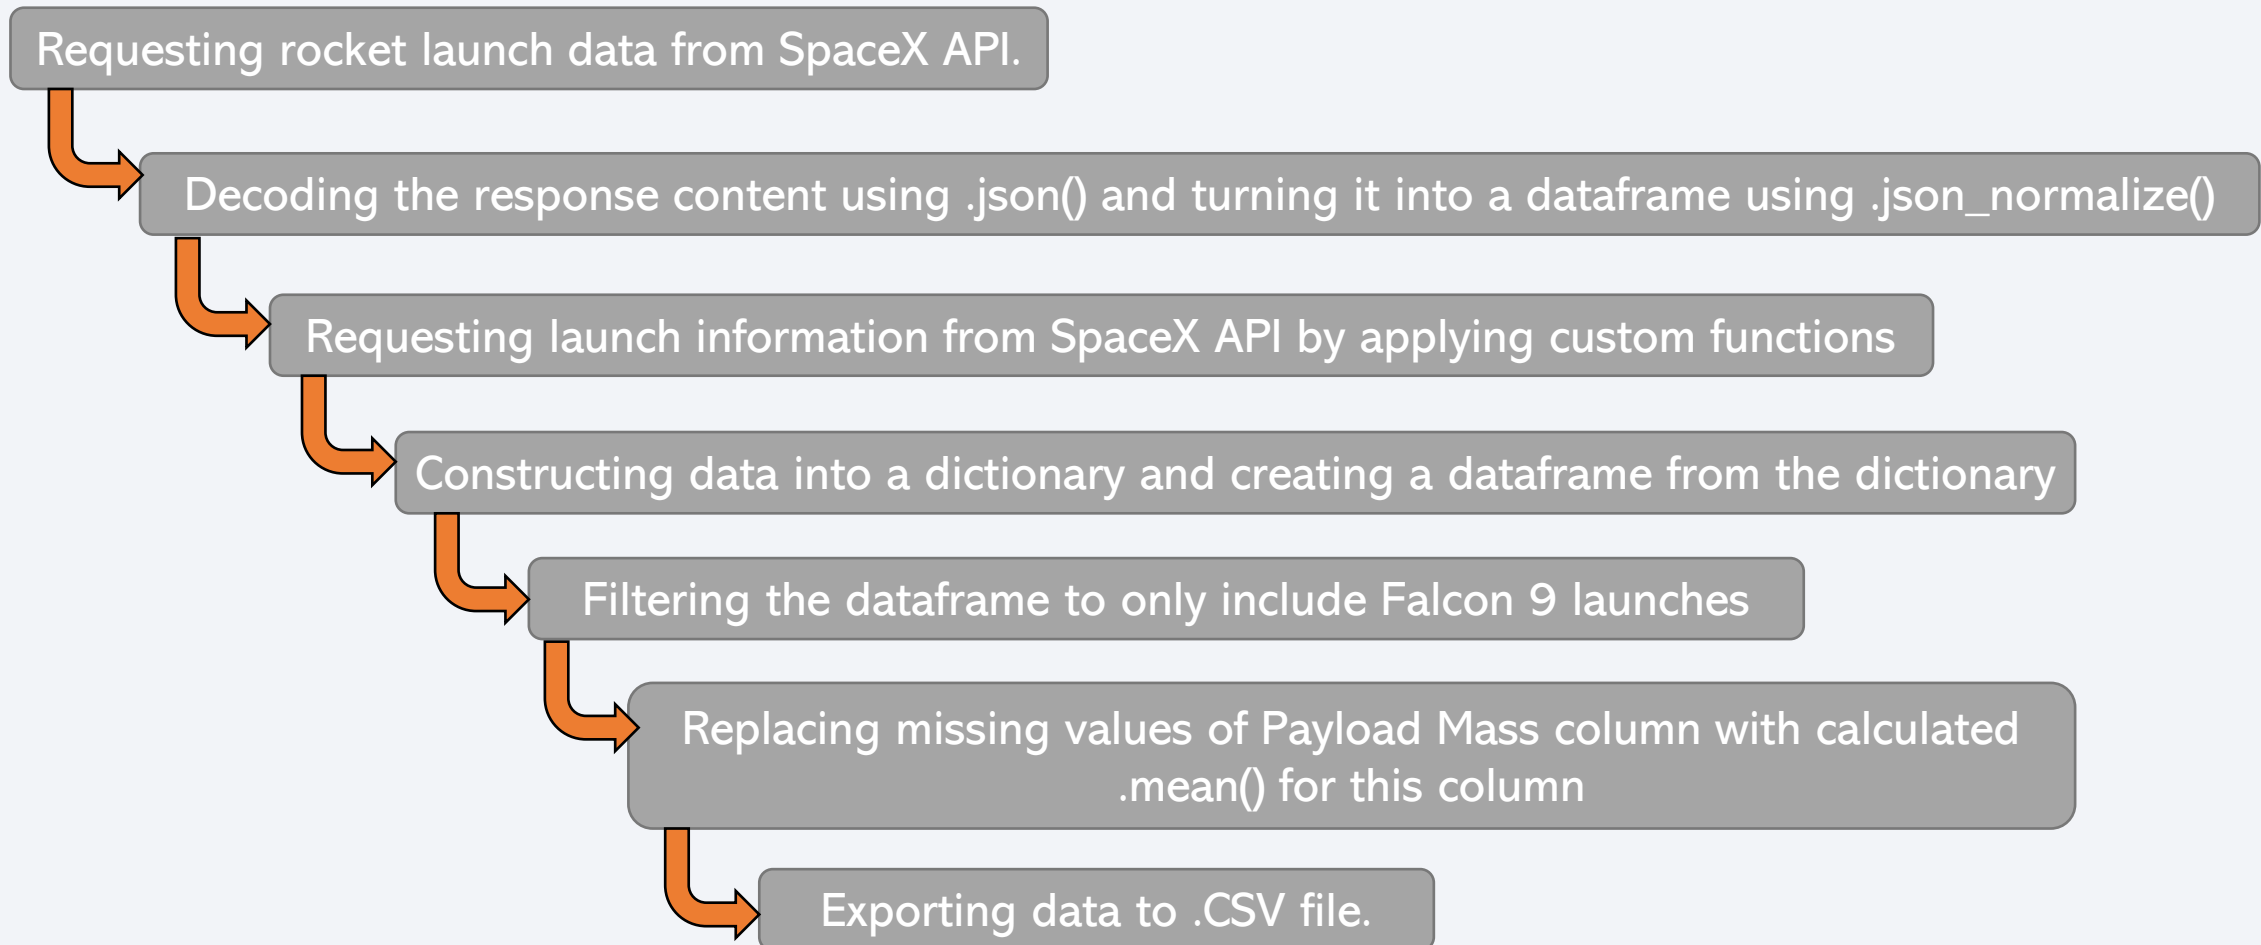 Requesting rocket launch data from SpaceX API.
Decoding the response content using .json() and turning it into a dataframe using .json_normalize()
Requesting launch information from SpaceX API by applying custom functions
Constructing data into a dictionary and creating a dataframe from the dictionary
Filtering the dataframe to only include Falcon 9 launches
Replacing missing values of Payload Mass column with calculated
.mean() for this column
Exporting data to .CSV file.